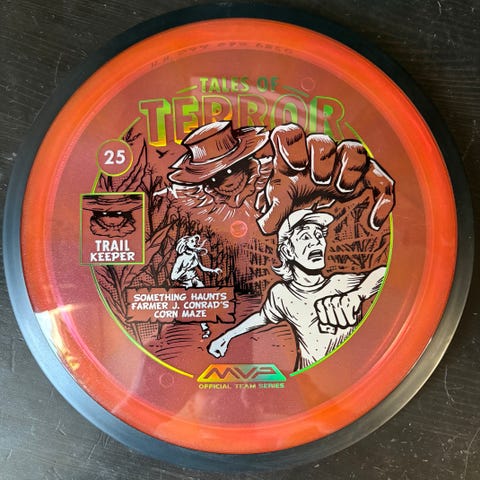 TALES OF
TERROR
25
TRAIL
KEEPER
SOMETHING HAUNTS
FARMER J. CONRAD'S
CORN MAZE
MVP
OFFICIAL TEAM SERIES